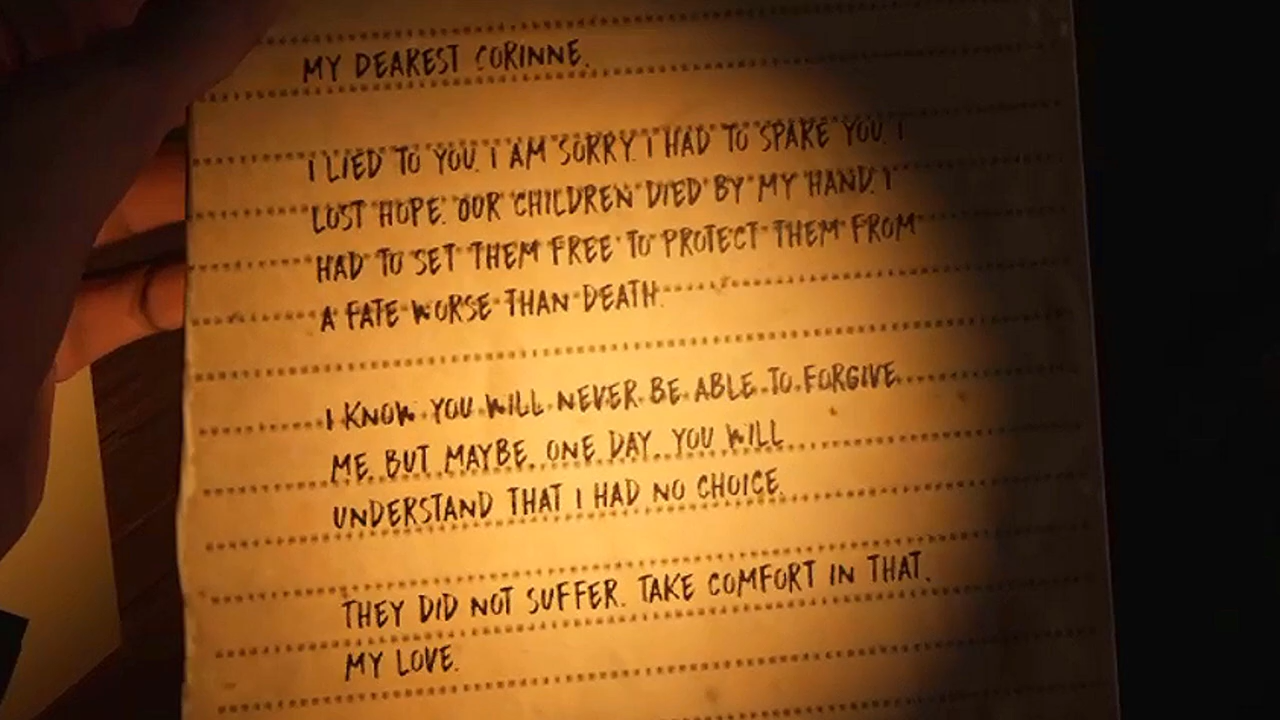 MY DEAREST CORINNE.
I LIED TO YOU. I AM SORRY. I HAD TO SPARE YOU. I
LOST HOPE. OUR CHILDREN DIED BY MY HAND. I
HAD TO SET THEM FREE TO PROTECT THEM FROM
A FATE WORSE THAN DEATH.
I KNOW YOU WILL NEVER BE ABLE TO FORGIVE
ME. BUT MAYBE, ONE DAY, YOU WILL
UNDERSTAND THAT I HAD NO CHOICE.
THEY DID NOT SUFFER. TAKE COMFORT IN THAT,
MY LOVE.